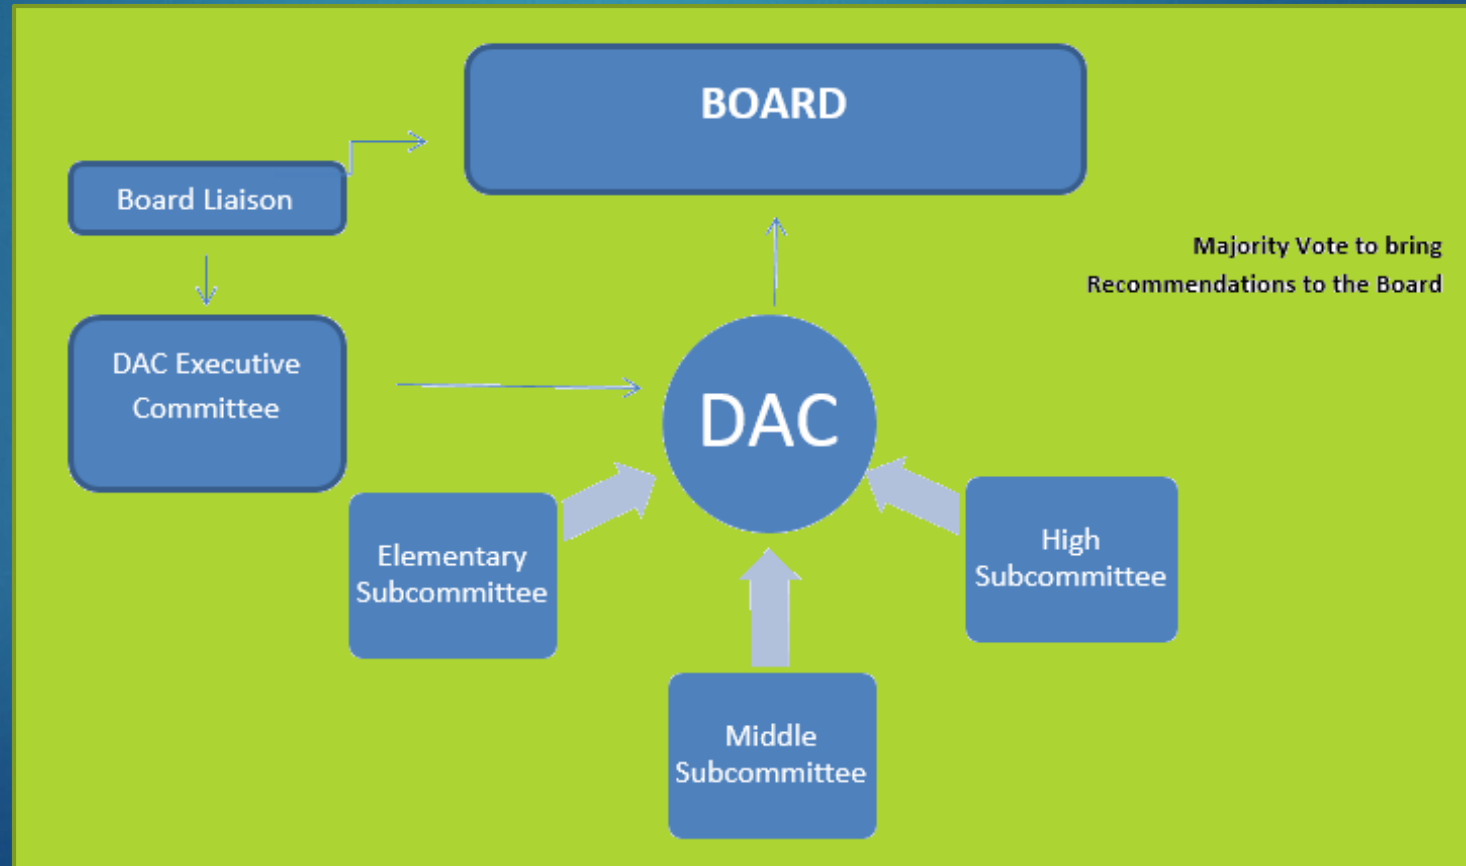 BOARD
Board Liaison
Majority Vote to bring
Recommendations to the Board
DAC Executive
Committee
DAC
Elementary
Subcommittee
High
Subcommittee
Middle
Subcommittee